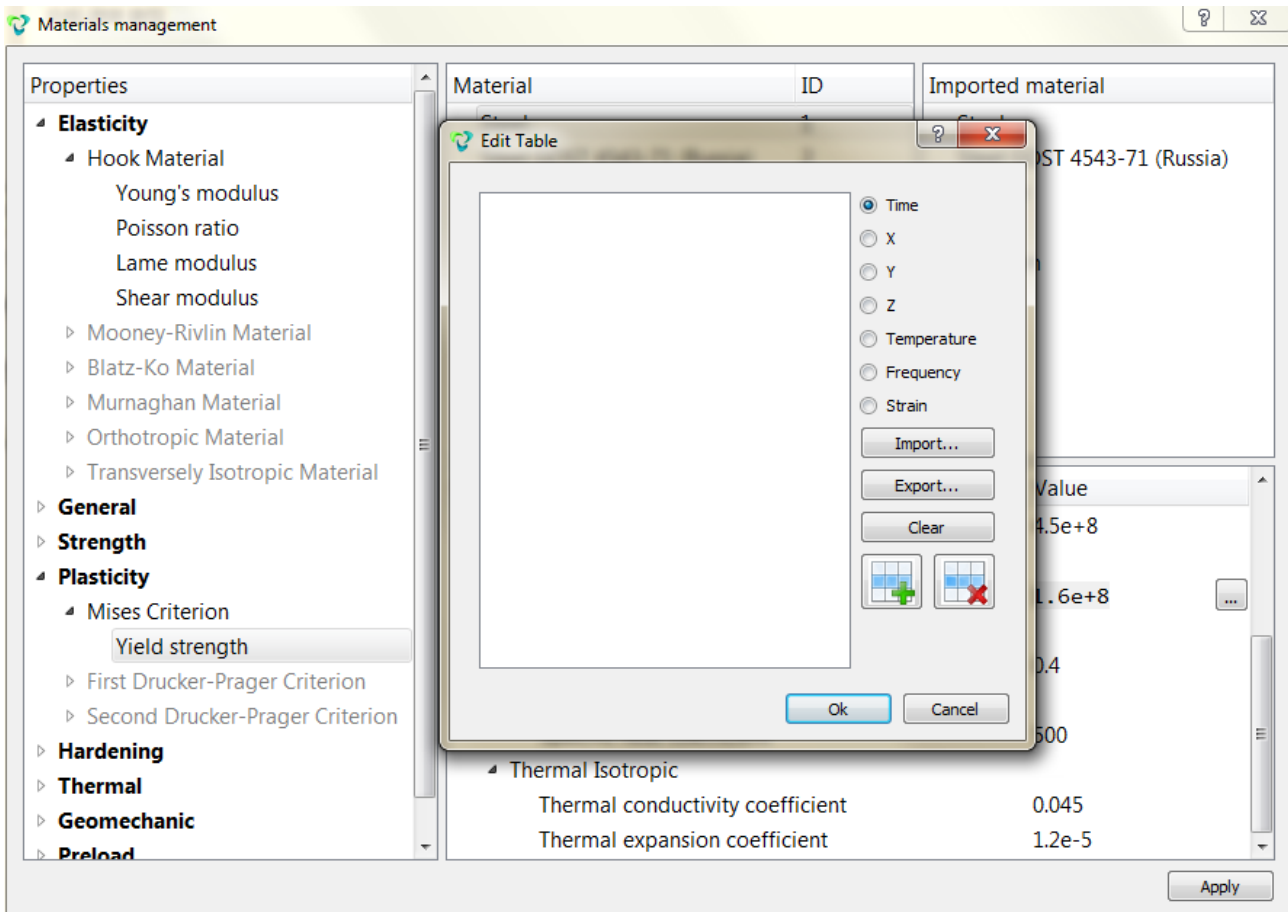 Materials management
Properties
Elasticity
Hook Material
Young's modulus
Poisson ratio
Lame modulus
Shear modulus
Mooney-Rivlin Material
Blatz-Ko Material
Murnaghan Material
Orthotropic Material
Transversely Isotropic Material
General
Strength
Plasticity
Mises Criterion
Yield strength
First Drucker-Prager Criterion
Second Drucker-Prager Criterion
Hardening
Thermal
Geomechanic
Preload
Material ID
Imported material
(Russia)
4543-71 (Russia)
Edit Table
Time
X
Y
Z
Temperature
Frequency
Strain
Import...
Export...
Clear
Ok Cancel
Value
4.5e+8
1.6e+8 ...
0.4
600
Thermal Isotropic
Thermal conductivity coefficient 0.045
Thermal expansion coefficient 1.2e-5
Apply